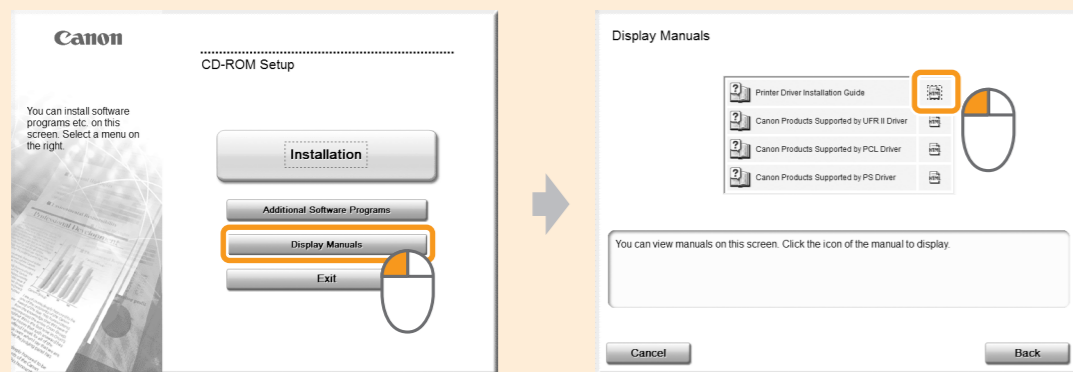 Canon
CD-ROM Setup
You can install software
programs etc. on this
screen. Select a menu on
the right.
Installation
Additional Software Programs
Display Manuals
Exit
Display Manuals
Printer Driver Installation Guide
Canon Products Supported by UFR II Driver
Canon Products Supported by PCL Driver
Canon Products Supported by PS Driver
You can view manuals on this screen. Click the icon of the manual to display.
Cancel
Back